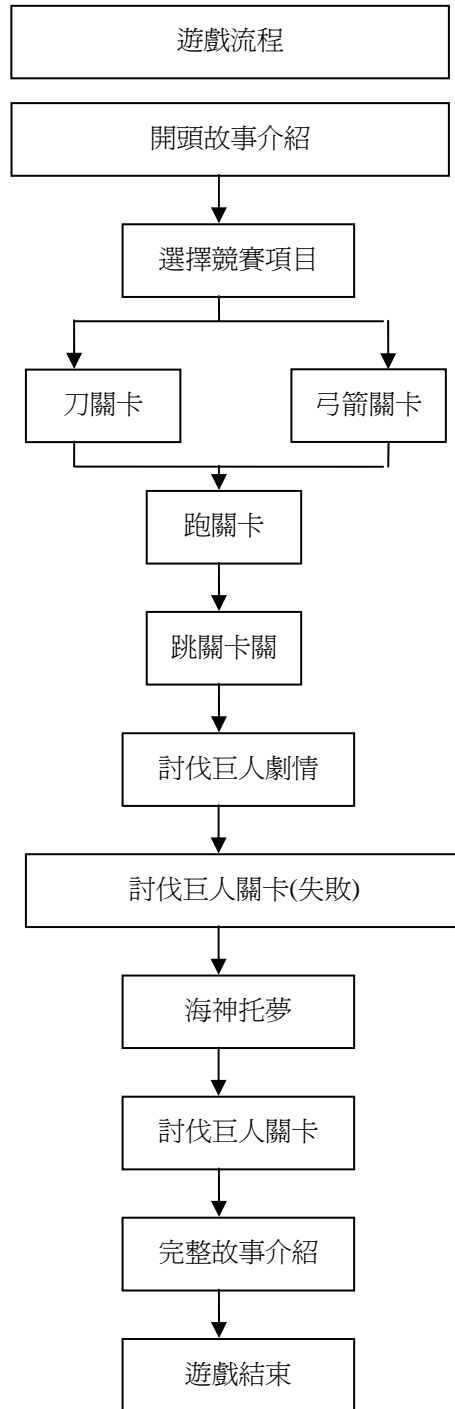 遊戲流程
開頭故事介紹
選擇競賽項目
刀關卡
弓箭關卡
跑關卡
跳關卡關
討伐巨人劇情
討伐巨人關卡(失敗)
海神托夢
討伐巨人關卡
完整故事介紹
遊戲結束